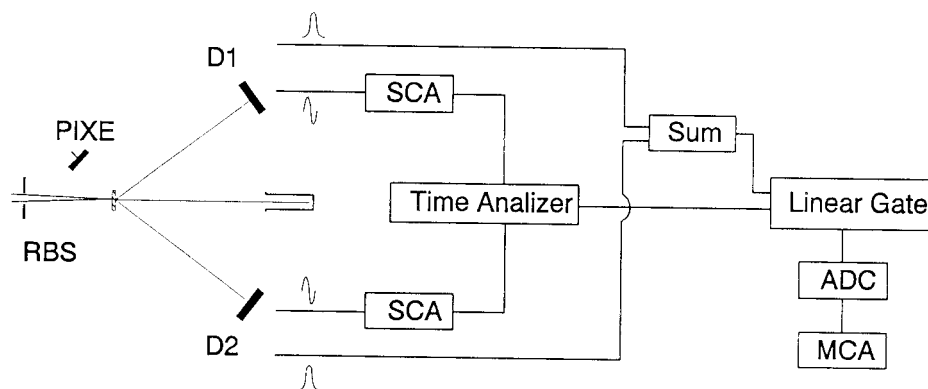 D1
SCA
PIXE
Sum
Time Analizer
Linear Gate
RBS
ADC
SCA
D2
MCA